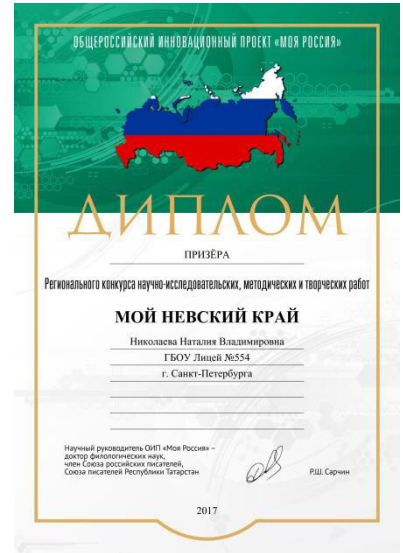 ОБЩЕРОССИЙСКИЙ ИННОВАЦИОННЫЙ ПРОЕКТ «МОЯ РОССИЯ»
ДИПЛОМ
ПРИЗЁРА
Регионального конкурса научно-исследовательских, методических и творческих работ
МОЙ НЕВСКИЙ КРАЙ
Николаева Наталия Владимировна
ГБОУ Лицей №554
г. Санкт-Петербурга
Научный руководитель ОИП «Моя Россия» –
доктор филологических наук,
член Союза российских писателей,
Союза писателей Республики Татарстан
Р.Ш. Сарчин
2017